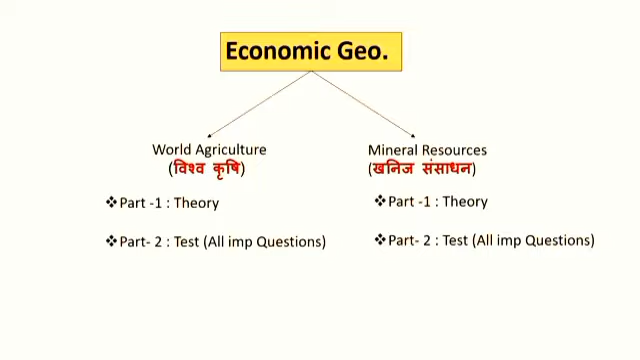 Economic Geo.
World Agriculture
(विश्व कृषि)
❖Part -1 : Theory
❖Part- 2 : Test (All imp Questions)
Mineral Resources
(खनिज संसाधन)
❖Part -1 : Theory
❖Part- 2 : Test (All imp Questions)